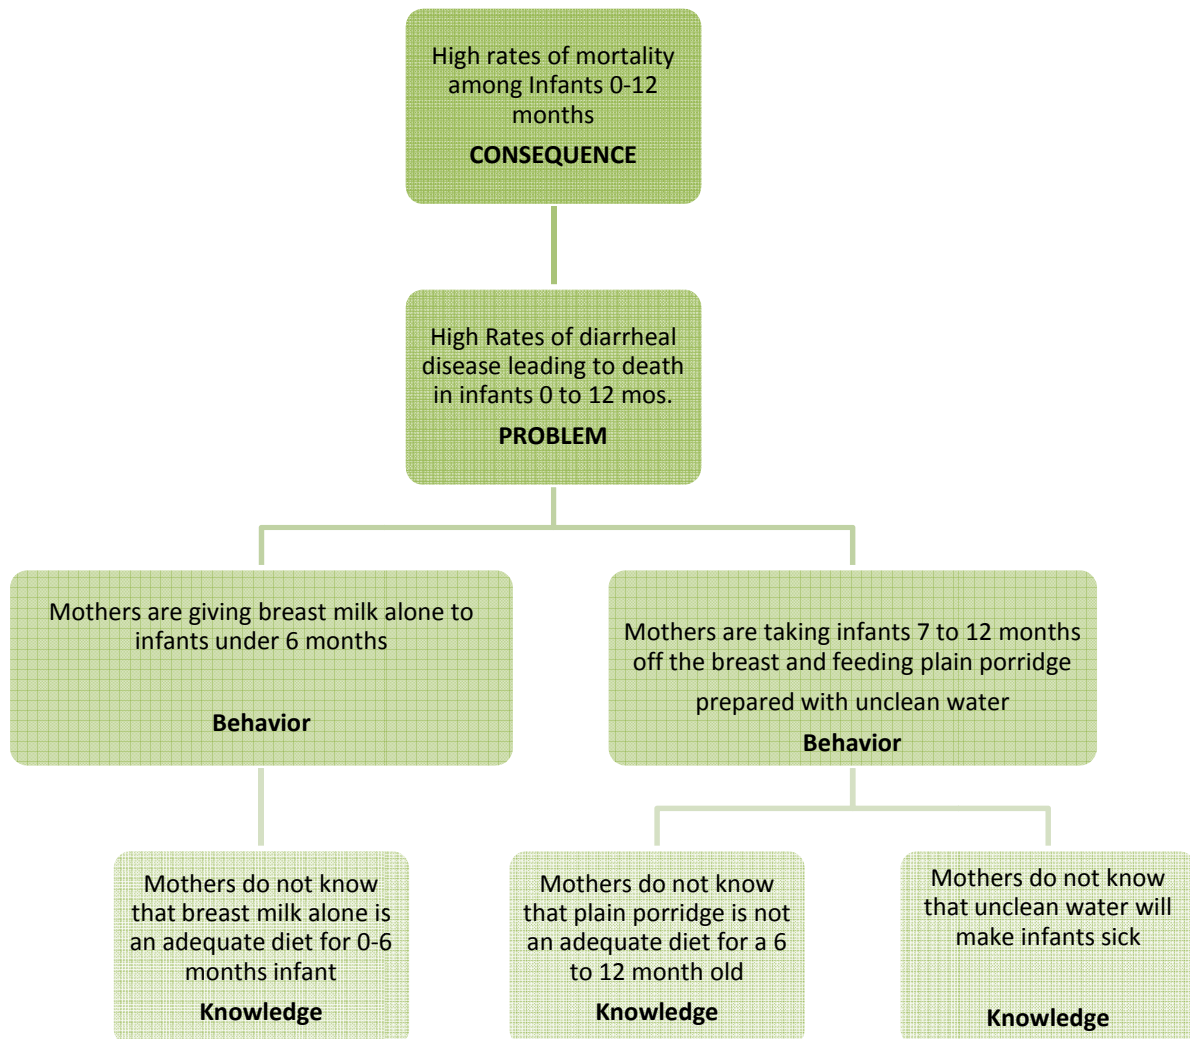 High rates of mortality
among Infants 0-12
months
CONSEQUENCE
High Rates of diarrheal
disease leading to death
in infants 0 to 12 mos.
PROBLEM
Mothers are giving breast milk alone to
infants under 6 months
Behavior
Mothers are taking infants 7 to 12 months
off the breast and feeding plain porridge
prepared with unclean water
Behavior
Mothers do not know
that breast milk alone is
an adequate diet for 0-6
months infant
Knowledge
Mothers do not know
that plain porridge is not
an adequate diet for a 6
to 12 month old
Knowledge
Mothers do not know
that unclean water will
make infants sick
Knowledge